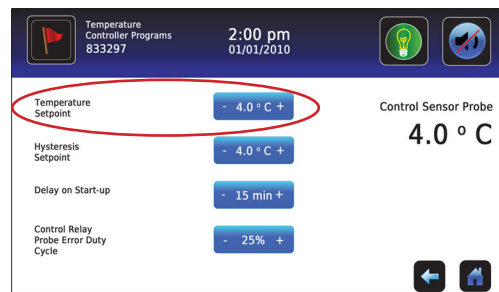 Temperature
Controller Programs
833297
2:00 pm
01/01/2010
Temperature
Setpoint
- 4.0 ° C +
Hysteresis
Setpoint
- 4.0 ° C +
Delay on Start-up
- 15 min +
Control Relay
Probe Error Duty
Cycle
- 25% +
Control Sensor Probe
4.0 ° C